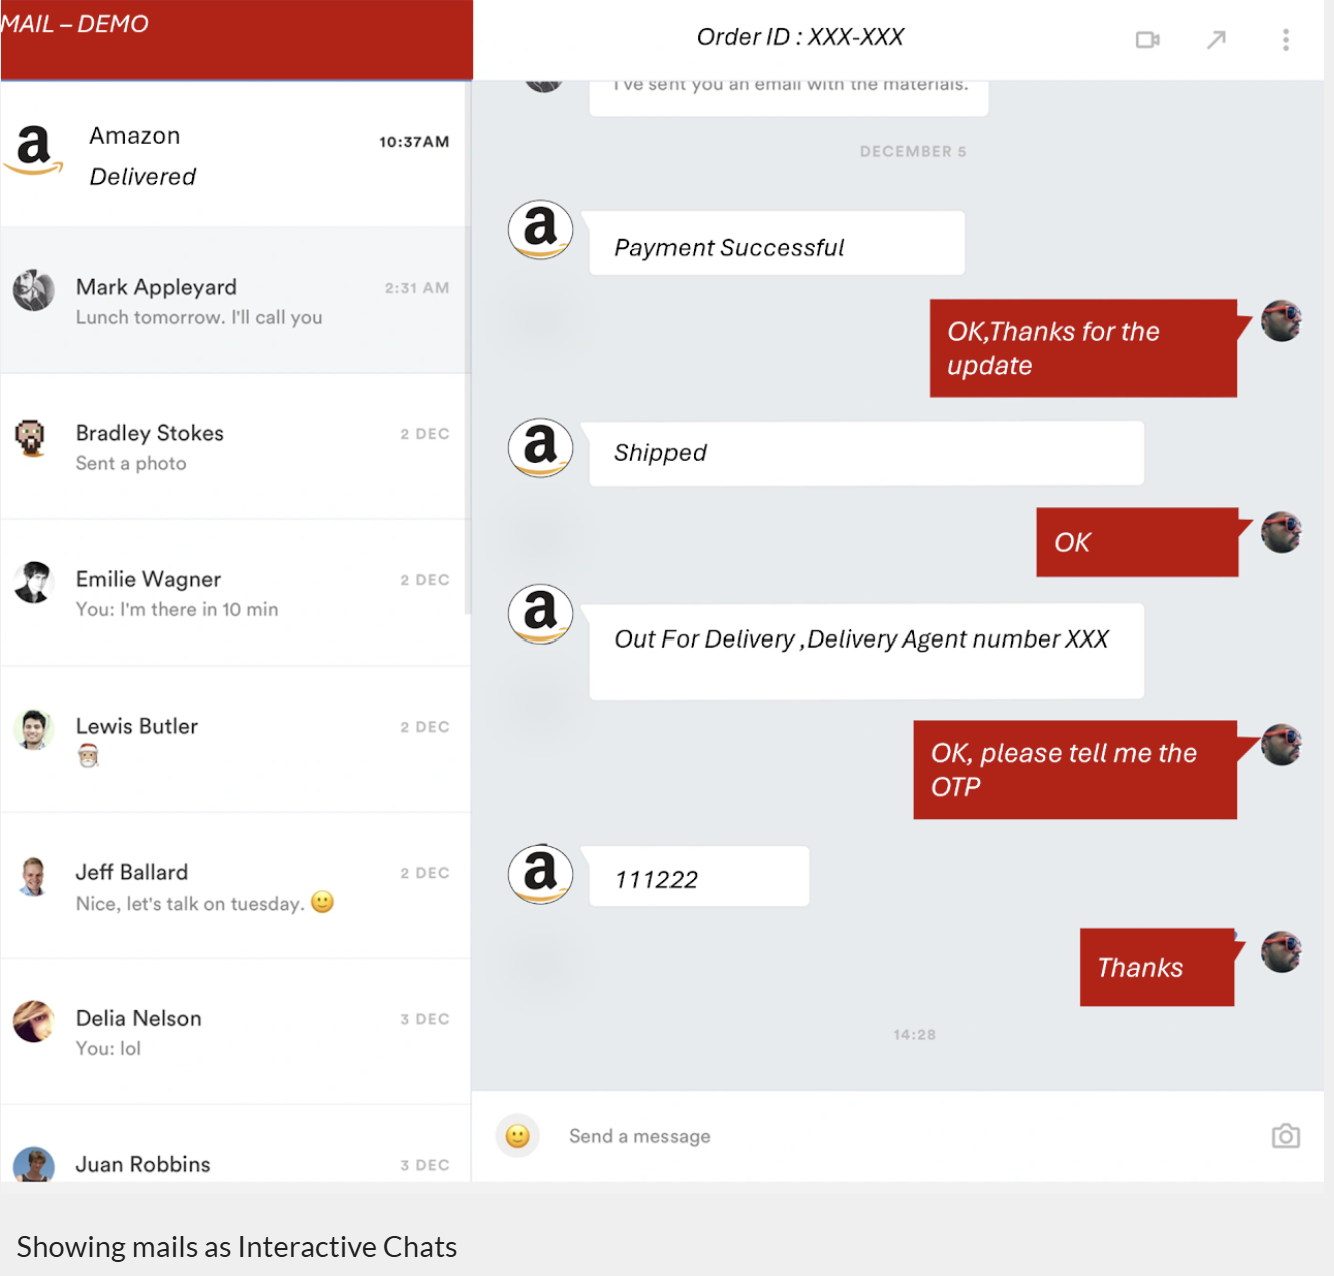 MAIL – DEMO
Order ID : XXX-XXX
Amazon
10:37AM
Delivered
Mark Appleyard
2:31 AM
Lunch tomorrow. I'll call you
Bradley Stokes
2 DEC
Sent a photo
Emilie Wagner
2 DEC
You: I'm there in 10 min
Lewis Butler
2 DEC
Jeff Ballard
2 DEC
Nice, let's talk on tuesday. 🙂
Delia Nelson
3 DEC
You: lol
Juan Robbins
3 DEC
I've sent you an email with the materials.
DECEMBER 5
a
Payment Successful
OK,Thanks for the
update
a
Shipped
OK
a
Out For Delivery ,Delivery Agent number XXX
OK, please tell me the
OTP
a
111222
Thanks
14:28
Send a message
Showing mails as Interactive Chats